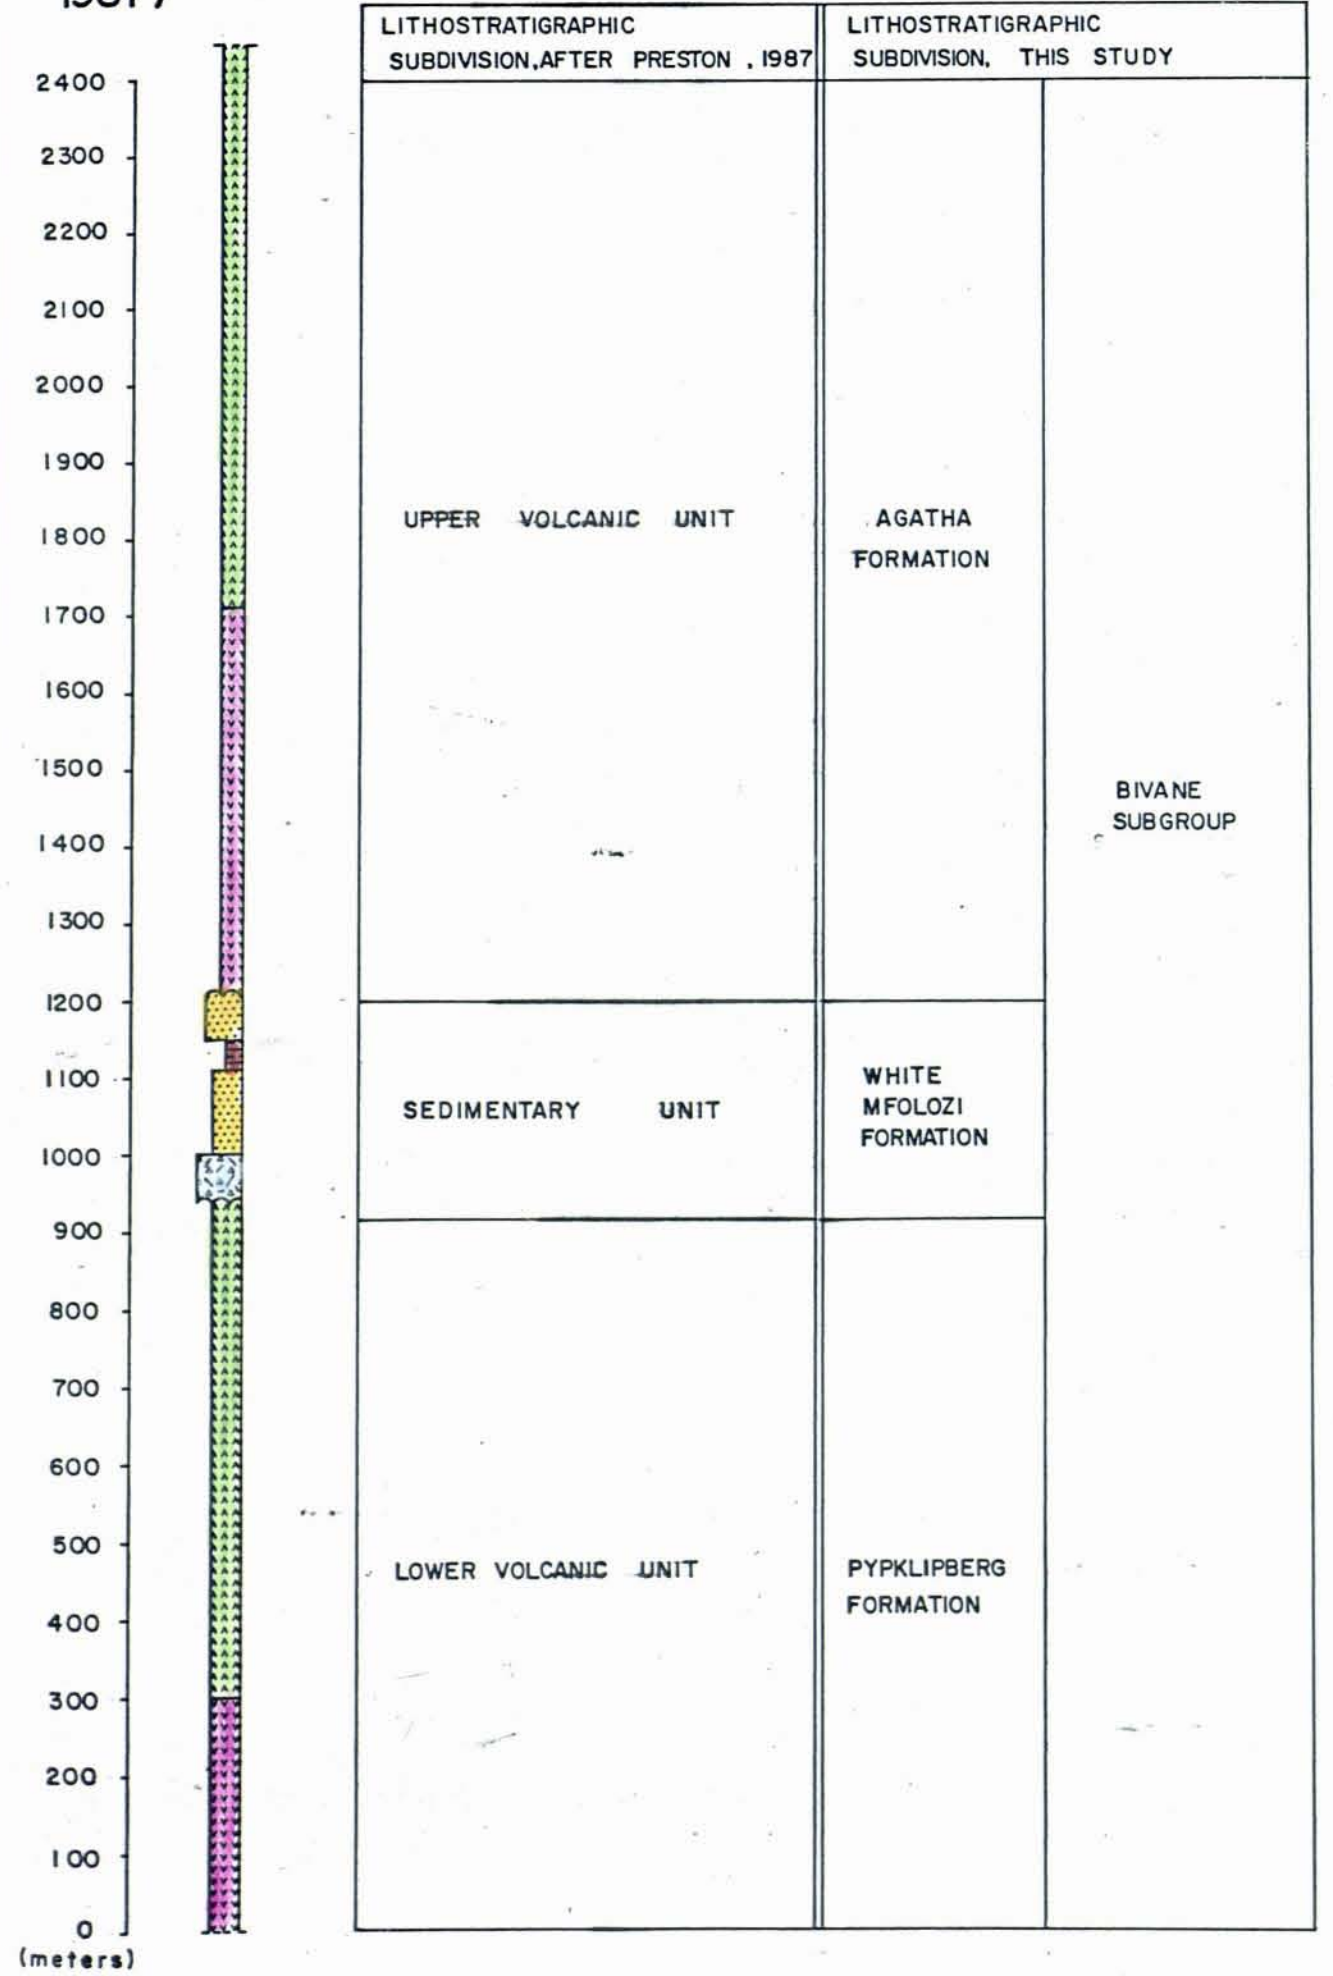 LITHOSTRATIGRAPHIC
SUBDIVISION, AFTER PRESTON , 1987
LITHOSTRATIGRAPHIC
SUBDIVISION, THIS STUDY
2400
2300
2200
2100
2000
1900
1800
1700
1600
1500
1400
1300
1200
1100
1000
900
800
700
600
500
400
300
200
100
0
(meters)
UPPER VOLCANIC UNIT
AGATHA
FORMATION
BIVANE
SUBGROUP
SEDIMENTARY UNIT
WHITE
MFOLOZI
FORMATION
LOWER VOLCANIC UNIT
PYPKLIPBERG
FORMATION